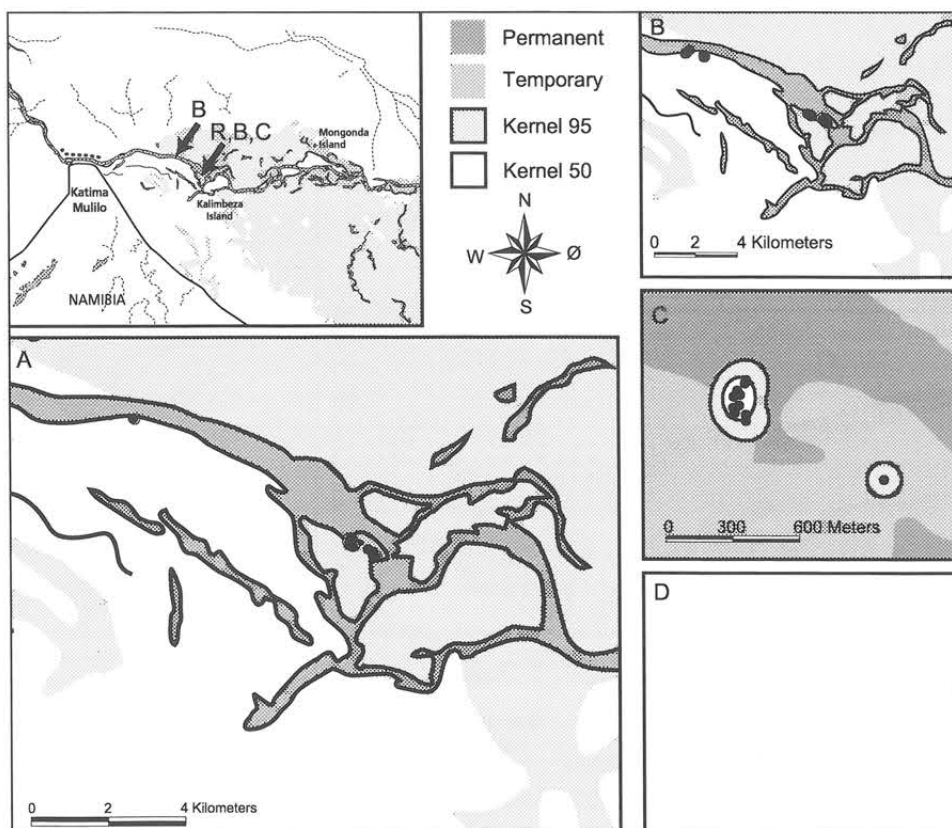 B
R,B,C
Mongonda
Island
Katima
Mulilo
Kalimbeza
Island
NAMIBIA
Permanent
Temporary
Kernel 95
Kernel 50
N
W
Ø
S
B
0 2 4 Kilometers
C
0 300 600 Meters
A
0 2 4 Kilometers
D